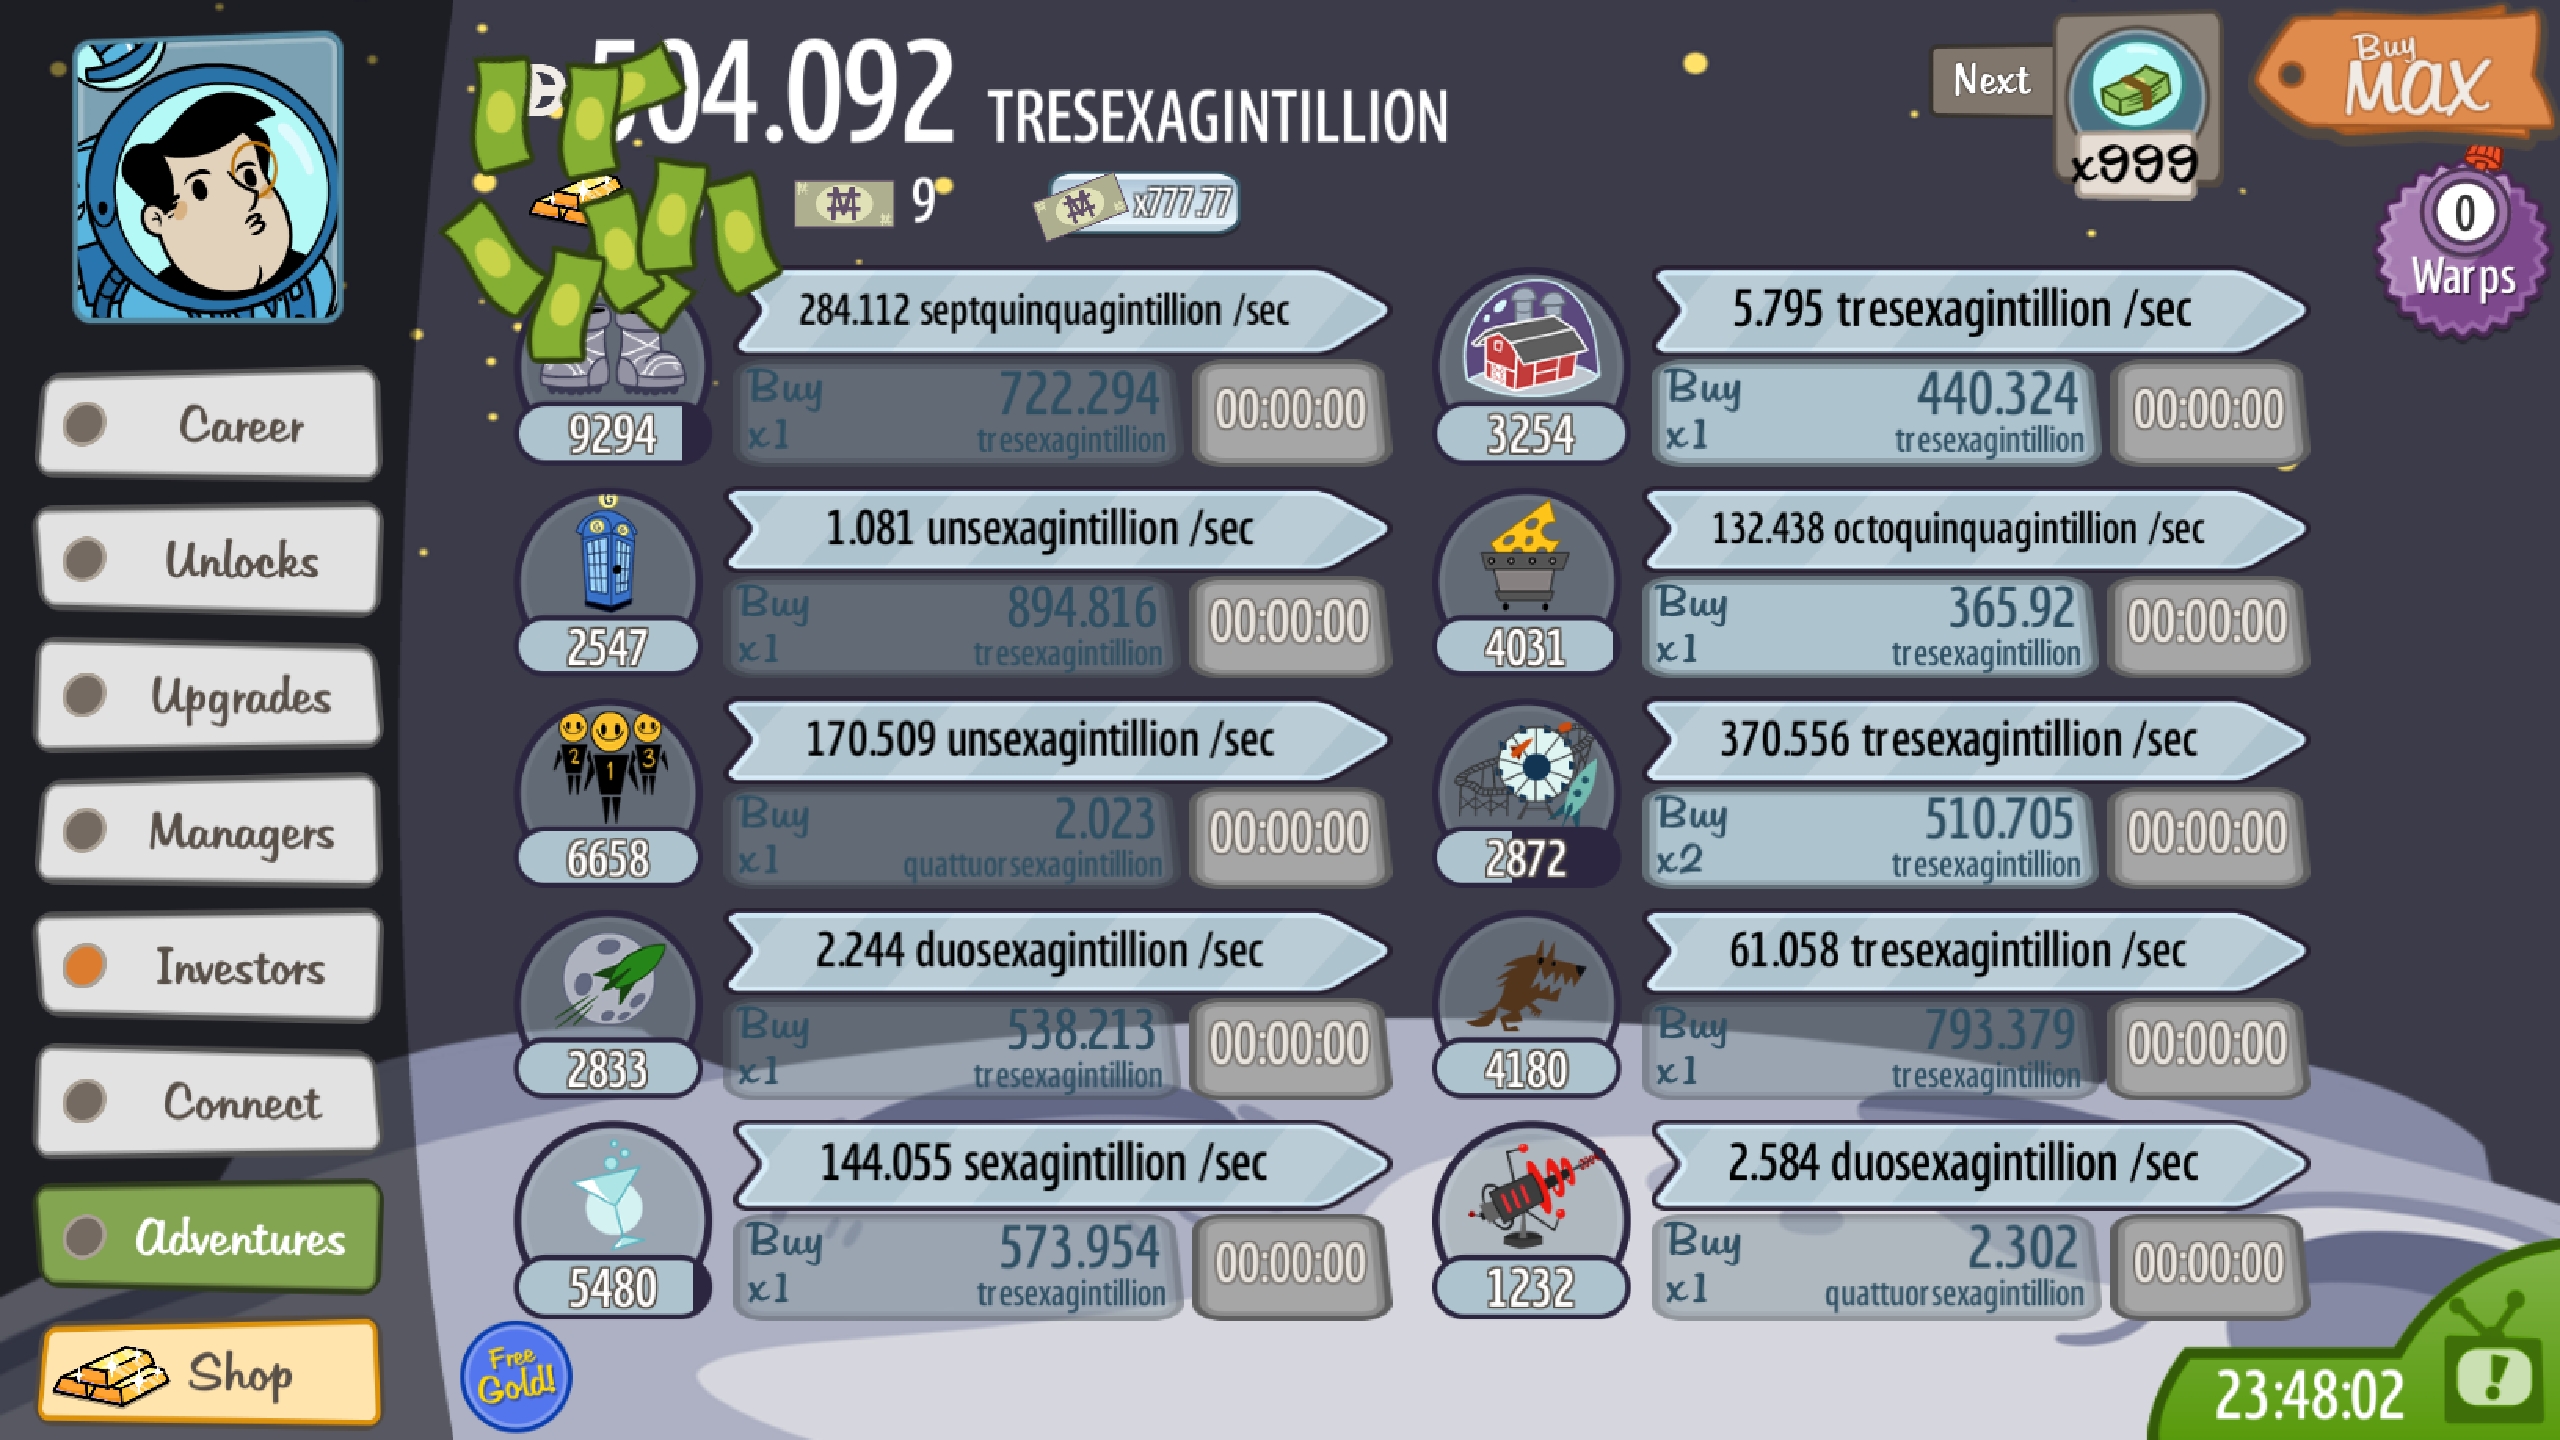 04.092 TRESEXAGINTILLION
9
x777.77
Next
x999
Buy
MAX
0
Warps
Career
Unlocks
Upgrades
Managers
Investors
Connect
Adventures
Shop
284.112 septquinquagintillion /sec
9294
Buy
x1
722.294
tresexagintillion
00:00:00
5.795 tresexagintillion /sec
3254
Buy
x1
440.324
tresexagintillion
00:00:00
G
1.081 unsexagintillion /sec
2547
Buy
x1
894.816
tresexagintillion
00:00:00
132.438 octoquinquagintillion /sec
4031
Buy
x1
365.92
tresexagintillion
00:00:00
2 1 3
170.509 unsexagintillion /sec
6658
Buy
x1
2.023
quattuorsexagintillion
00:00:00
370.556 tresexagintillion /sec
2872
Buy
x2
510.705
tresexagintillion
00:00:00
2.244 duosexagintillion /sec
2833
Buy
x1
538.213
tresexagintillion
00:00:00
61.058 tresexagintillion /sec
4180
Buy
x1
793.379
tresexagintillion
00:00:00
144.055 sexagintillion /sec
5480
Buy
x1
573.954
tresexagintillion
00:00:00
2.584 duosexagintillion /sec
1232
Buy
x1
2.302
quattuorsexagintillion
00:00:00
Free
Gold!
23:48:02
!